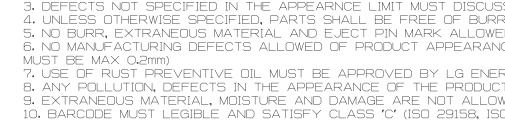 3. DEFECTS NOT SPECIFIED IN THE APPEARNCE LIMIT MUST DISCUSS
4. UNLESS OTHERWISE SPECIFIED, PARTS SHALL BE FREE OF BURR
5. NO BURR, EXTRANEOUS MATERIAL AND EJECT PIN MARK ALLOWE
6. NO MANUFACTURING DEFECTS ALLOWED OF PRODUCT APPEARANC
MUST BE MAX 0.2mm)
7. USE OF RUST PREVENTIVE OIL MUST BE APPROVED BY LG ENER
8. ANY POLLUTION, DEFECTS IN THE APPEARANCE OF THE PRODUCT
9. EXTRANEOUS MATERIAL, MOISTURE AND DAMAGE ARE NOT ALLOW
10. BARCODE MUST LEGIBLE AND SATISFY CLASS 'C' (ISO 29158, ISO